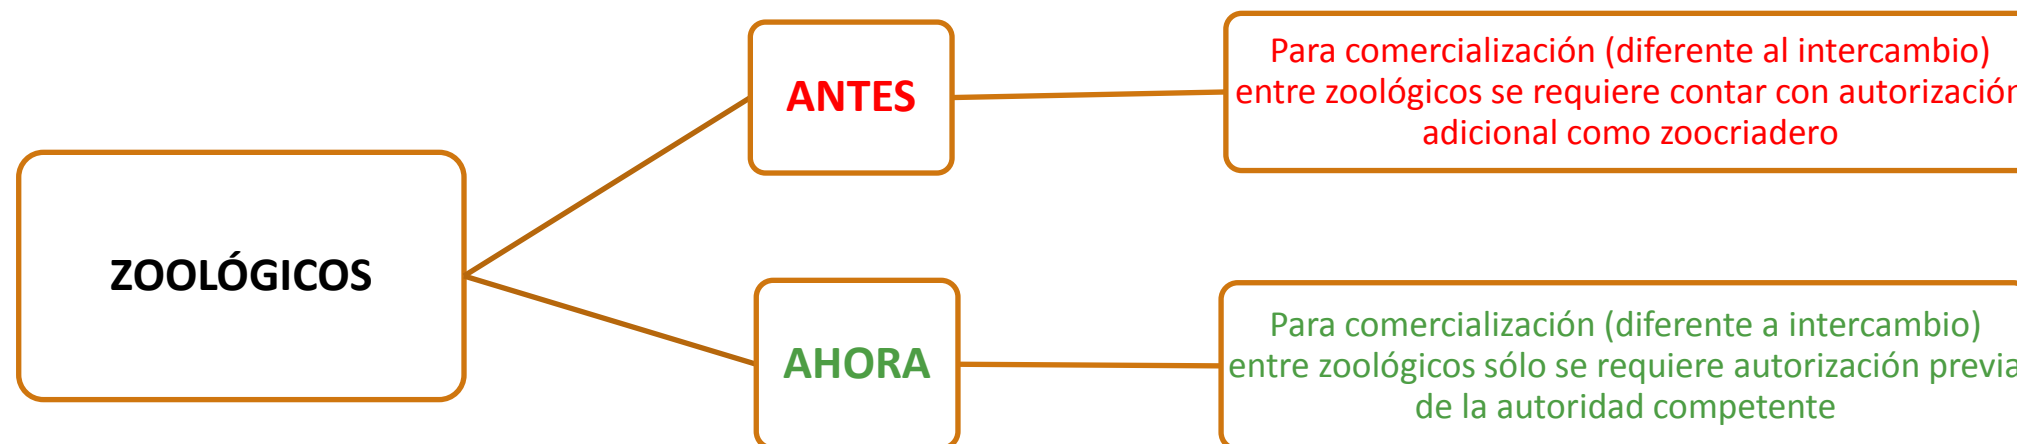 ZOOLÓGICOS
ANTES
Para comercialización (diferente al intercambio)
entre zoológicos se requiere contar con autorización
adicional como zoocriadero
AHORA
Para comercialización (diferente a intercambio)
entre zoológicos sólo se requiere autorización previa
de la autoridad competente